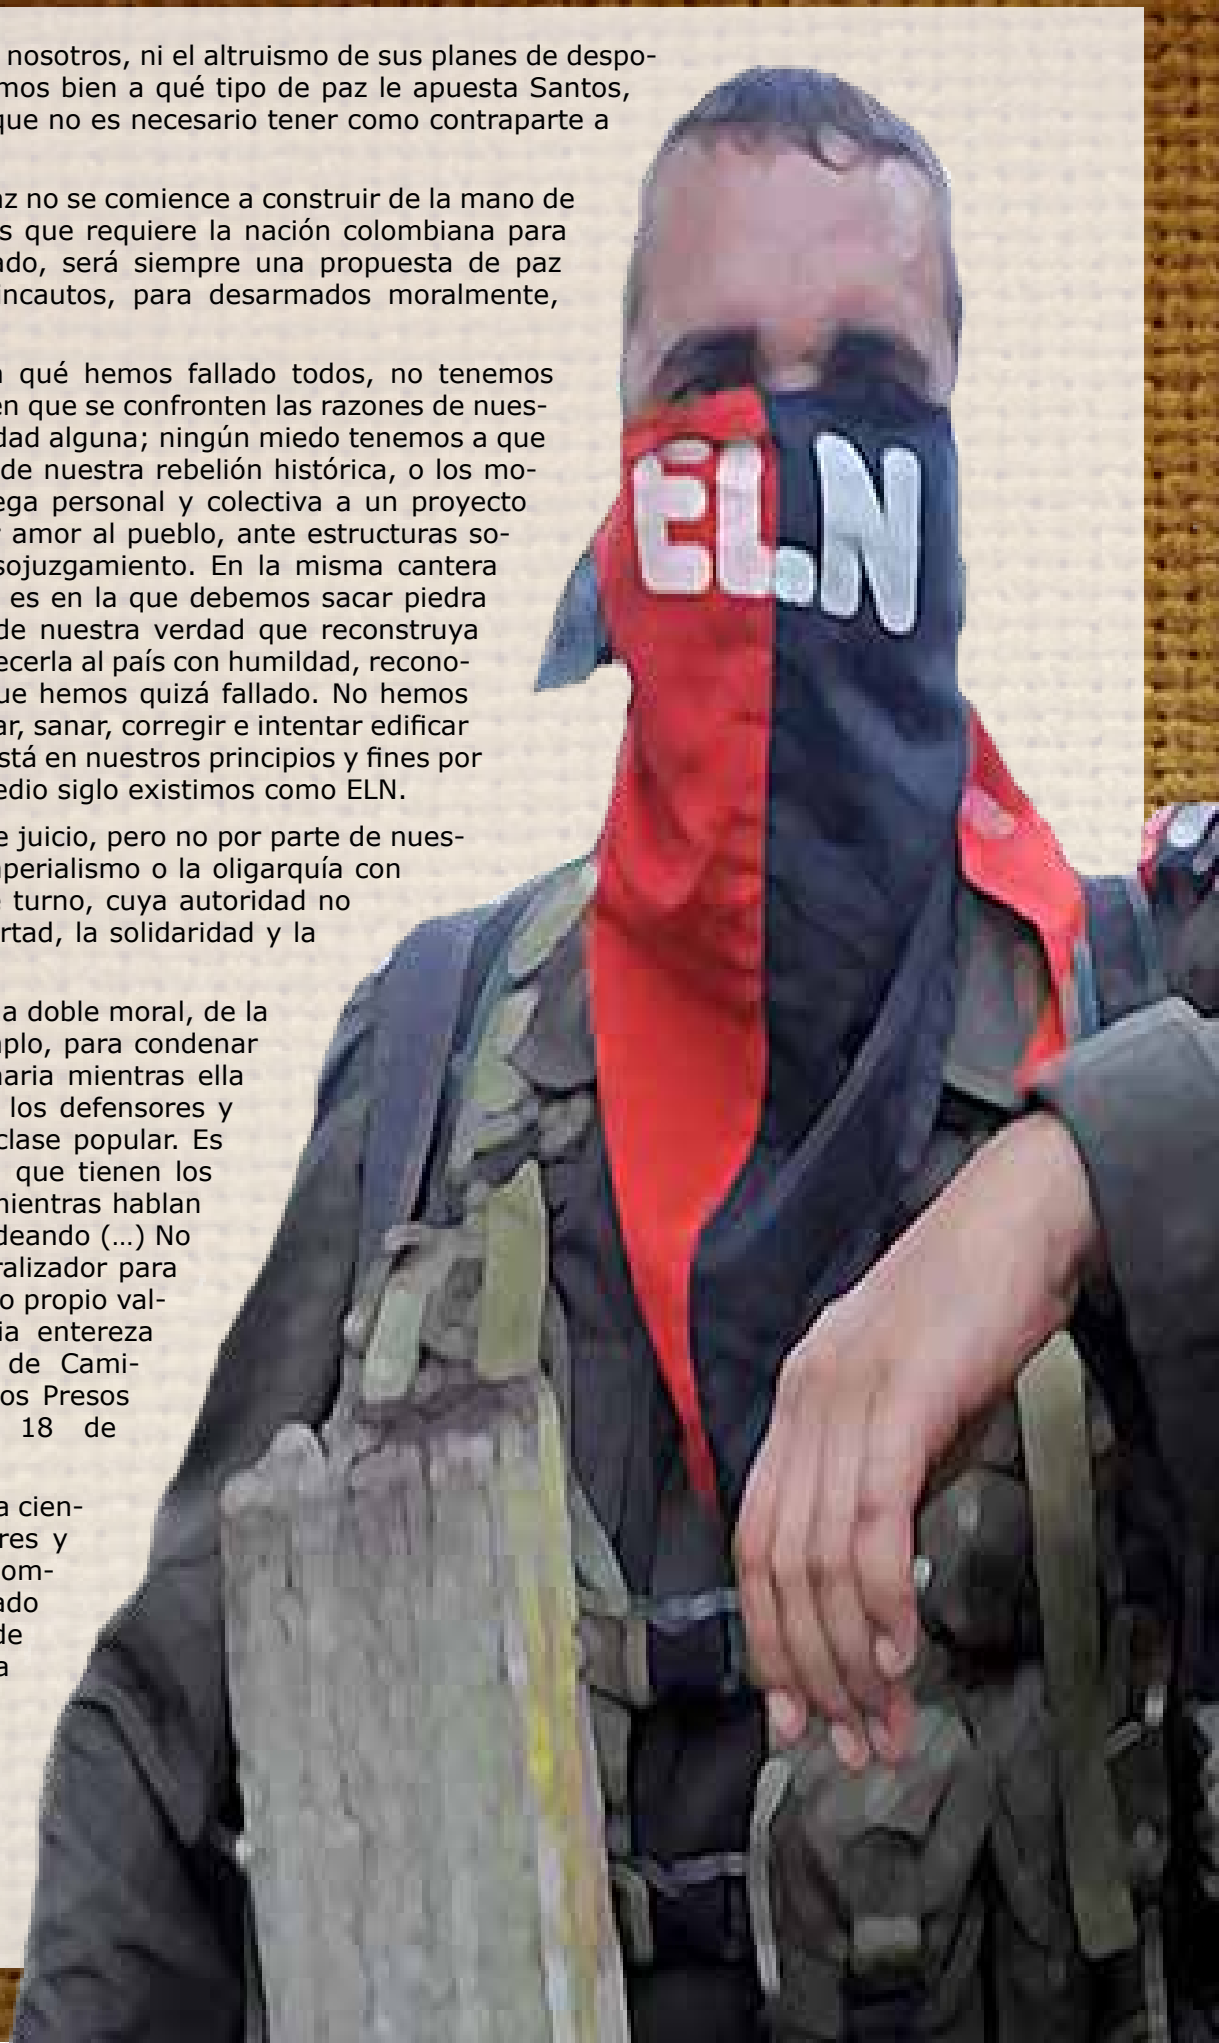 nosotros, ni el altruismo de sus planes de despo-
mos bien a qué tipo de paz le apuesta Santos,
que no es necesario tener como contraparte a
az no se comience a construir de la mano de
s que requiere la nación colombiana para
ado, será siempre una propuesta de paz
incautos, para desarmados moralmente,
qué hemos fallado todos, no tenemos
en que se confronten las razones de nues-
dad alguna; ningún miedo tenemos a que
de nuestra rebelión histórica, o los mo-
ega personal y colectiva a un proyecto
amor al pueblo, ante estructuras so-
sojuzgamiento. En la misma cantera
es en la que debemos sacar piedra
de nuestra verdad que reconstruya
ecerla al país con humildad, recono-
ue hemos quizá fallado. No hemos
ar, sanar, corregir e intentar edificar
stá en nuestros principios y fines por
edio siglo existimos como ELN.
e juicio, pero no por parte de nues-
perialismo o la oligarquía con
turno, cuya autoridad no
rtad, la solidaridad y la
a doble moral, de la
plo, para condenar
aria mientras ella
los defensores y
clase popular. Es
que tienen los
mientras hablan
deando (…) No
ralizador para
o propio val-
ia entereza
de Cami-
os Presos
18 de
a cien-
res y
om-
ado
de
a
ELN